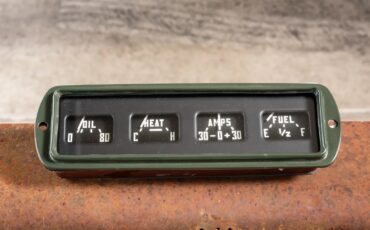 OIL
0 80
HEAT
C H
AMPS
30 - 0 + 30
FUEL
E 1/2 F